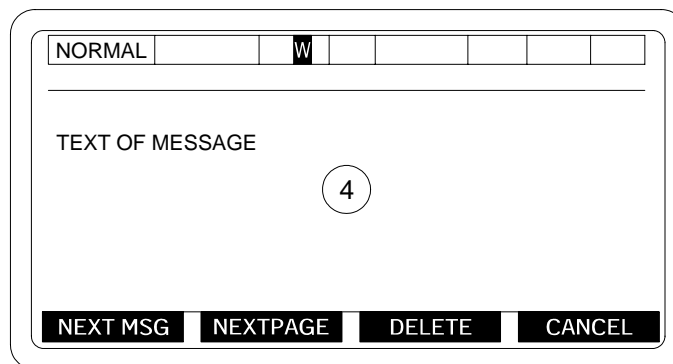 NORMAL W
TEXT OF MESSAGE
4
NEXT MSG NEXTPAGE DELETE CANCEL